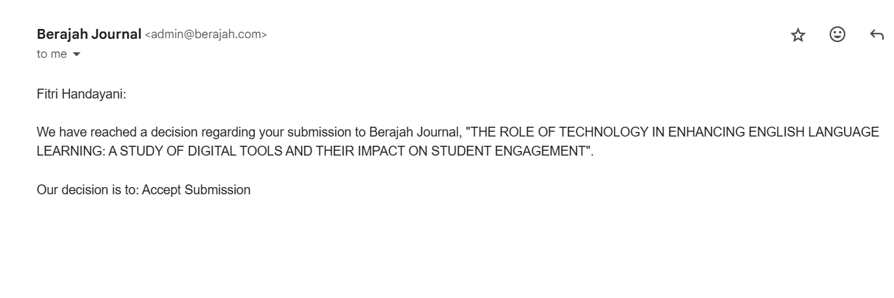 Berajah Journal <admin@berajah.com>
to me
Fitri Handayani:
We have reached a decision regarding your submission to Berajah Journal, "THE ROLE OF TECHNOLOGY IN ENHANCING ENGLISH LANGUAGE
LEARNING: A STUDY OF DIGITAL TOOLS AND THEIR IMPACT ON STUDENT ENGAGEMENT".
Our decision is to: Accept Submission